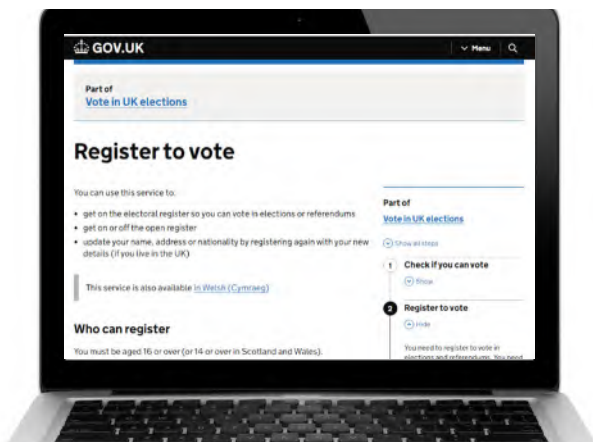 GOV.UK
Menu
Part of
Vote in UK elections
Register to vote
You can use this service to:
• get on the electoral register so you can vote in elections or referendums
• get on or off the open register
• update your name, address or nationality by registering again with your new
details (if you live in the UK)
This service is also available in Welsh (Cymraeg)
Who can register
You must be aged 16 or over (or 14 or over in Scotland and Wales).
Part of
Vote in UK elections
Show all steps
1 Check if you can vote
Show
2 Register to vote
Hide
You need to register to vote in
elections and referendums. You need